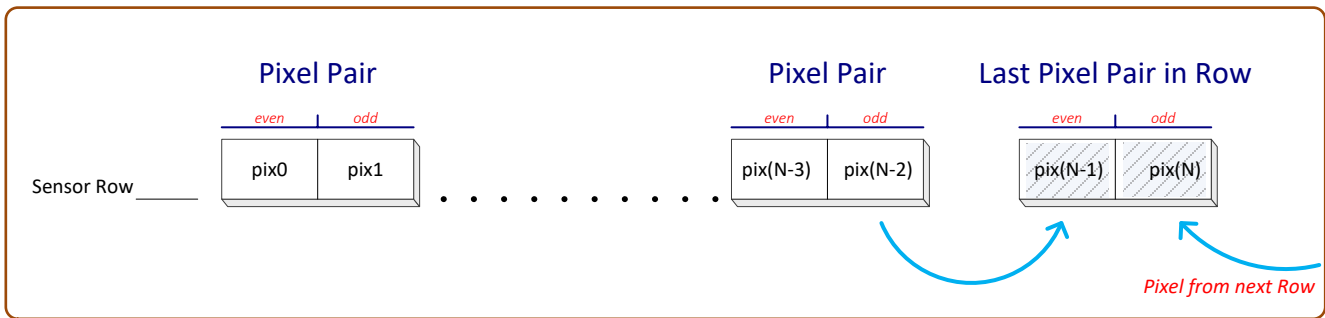 Pixel Pair
Pixel Pair
Last Pixel Pair in Row
even odd
even odd
even odd
Sensor Row
pix0 pix1
pix(N-3) pix(N-2)
pix(N-1) pix(N)
Pixel from next Row